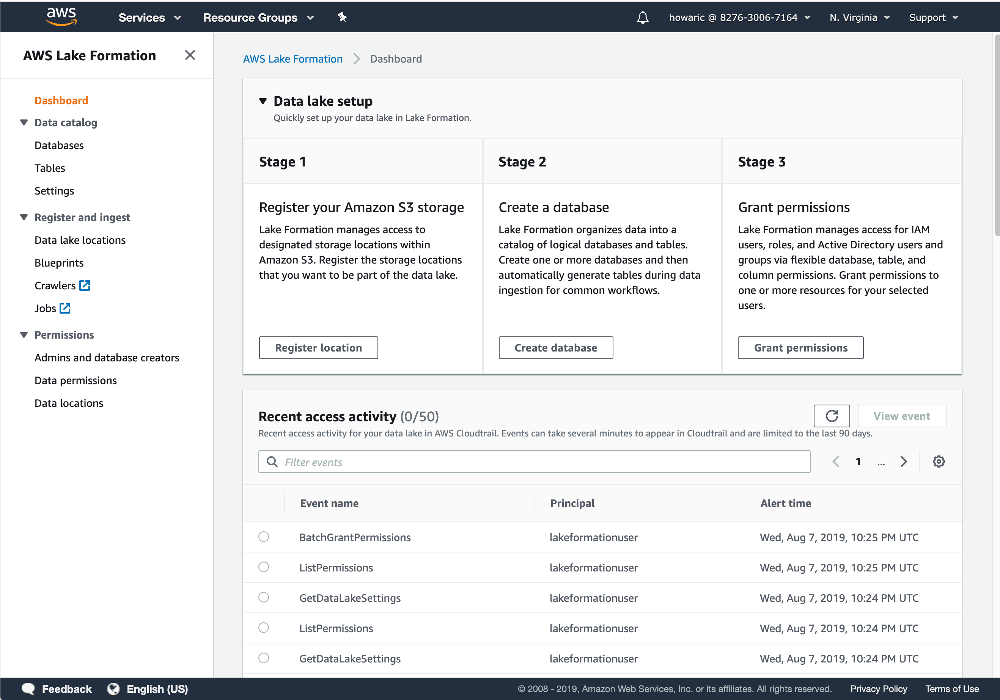 aws Services Resource Groups howaric @ 8276-3006-7164 N. Virginia Support
AWS Lake Formation
Dashboard
Data catalog
Databases
Tables
Settings
Register and ingest
Data lake locations
Blueprints
Crawlers
Jobs
Permissions
Admins and database creators
Data permissions
Data locations
AWS Lake Formation Dashboard
Data lake setup
Quickly set up your data lake in Lake Formation.
Stage 1
Register your Amazon S3 storage
Lake Formation manages access to
designated storage locations within
Amazon S3. Register the storage locations
that you want to be part of the data lake.
Register location
Stage 2
Create a database
Lake Formation organizes data into a
catalog of logical databases and tables.
Create one or more databases and then
automatically generate tables during data
ingestion for common workflows.
Create database
Stage 3
Grant permissions
Lake Formation manages access for IAM
users, roles, and Active Directory users and
groups via flexible database, table, and
column permissions. Grant permissions to
one or more resources for your selected
users.
Grant permissions
Recent access activity (0/50)
View event
Recent access activity for your data lake in AWS Cloudtrail. Events can take several minutes to appear in Cloudtrail and are limited to the last 90 days.
Filter events
1 ...
Event name Principal Alert time
BatchGrantPermissions lakeformationuser Wed, Aug 7, 2019, 10:25 PM UTC
ListPermissions lakeformationuser Wed, Aug 7, 2019, 10:25 PM UTC
GetDataLakeSettings lakeformationuser Wed, Aug 7, 2019, 10:24 PM UTC
ListPermissions lakeformationuser Wed, Aug 7, 2019, 10:24 PM UTC
GetDataLakeSettings lakeformationuser Wed, Aug 7, 2019, 10:24 PM UTC
Feedback English (US) © 2008 - 2019, Amazon Web Services, Inc. or its affiliates. All rights reserved. Privacy Policy Terms of Use